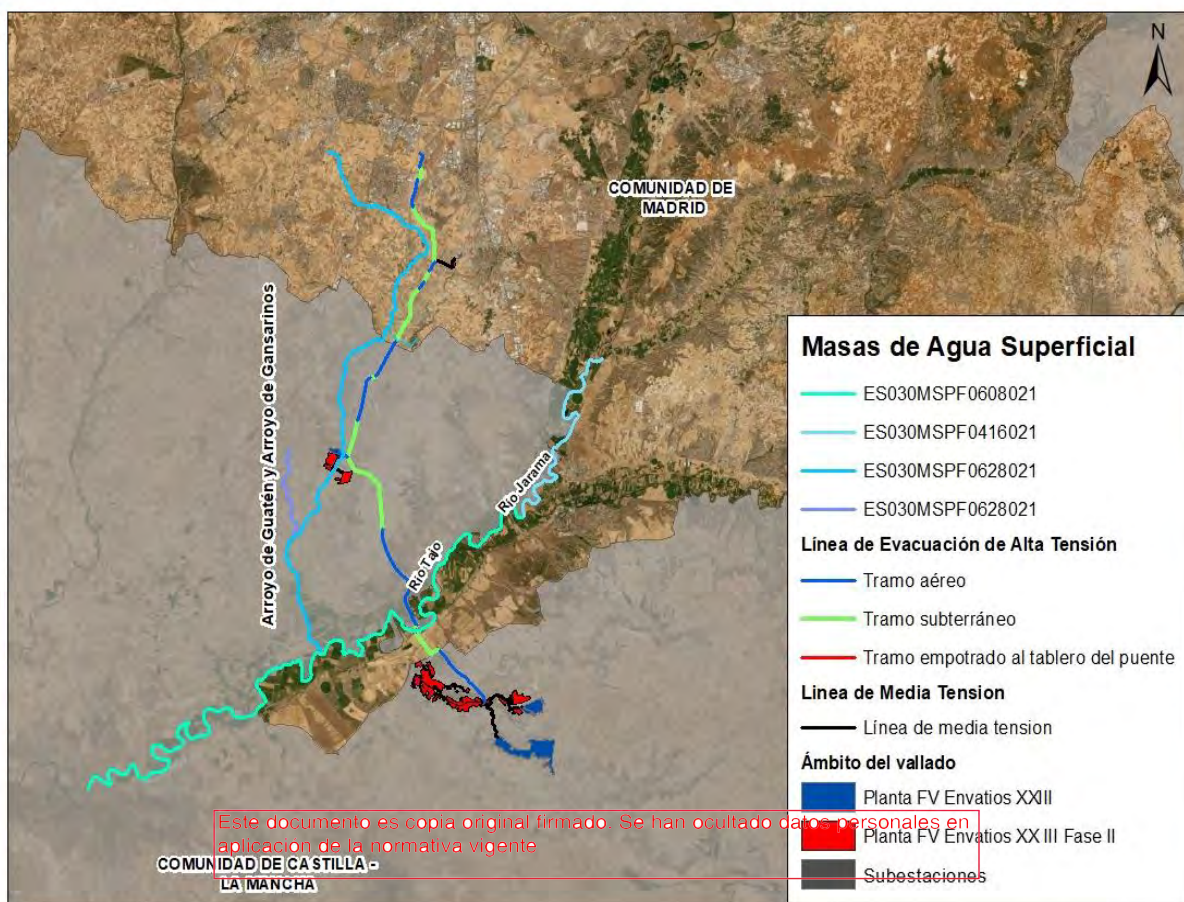 N
COMUNIDAD DE
MADRID
Arroyo de Guatén y Arroyo de Gansarinos
Río Jarama
Río Tajo
COMUNIDAD DE CASTILLA -
LA MANCHA
Masas de Agua Superficial
ES030MSPF0608021
ES030MSPF0416021
ES030MSPF0628021
ES030MSPF0628021
Línea de Evacuación de Alta Tensión
Tramo aéreo
Tramo subterráneo
Tramo empotrado al tablero del puente
Linea de Media Tension
Línea de media tension
Ámbito del vallado
Planta FV Envatios XXIII
Planta FV Envatios XX III Fase II
Subestaciones
Este documento es copia original firmado. Se han ocultado datos personales en
aplicación de la normativa vigente